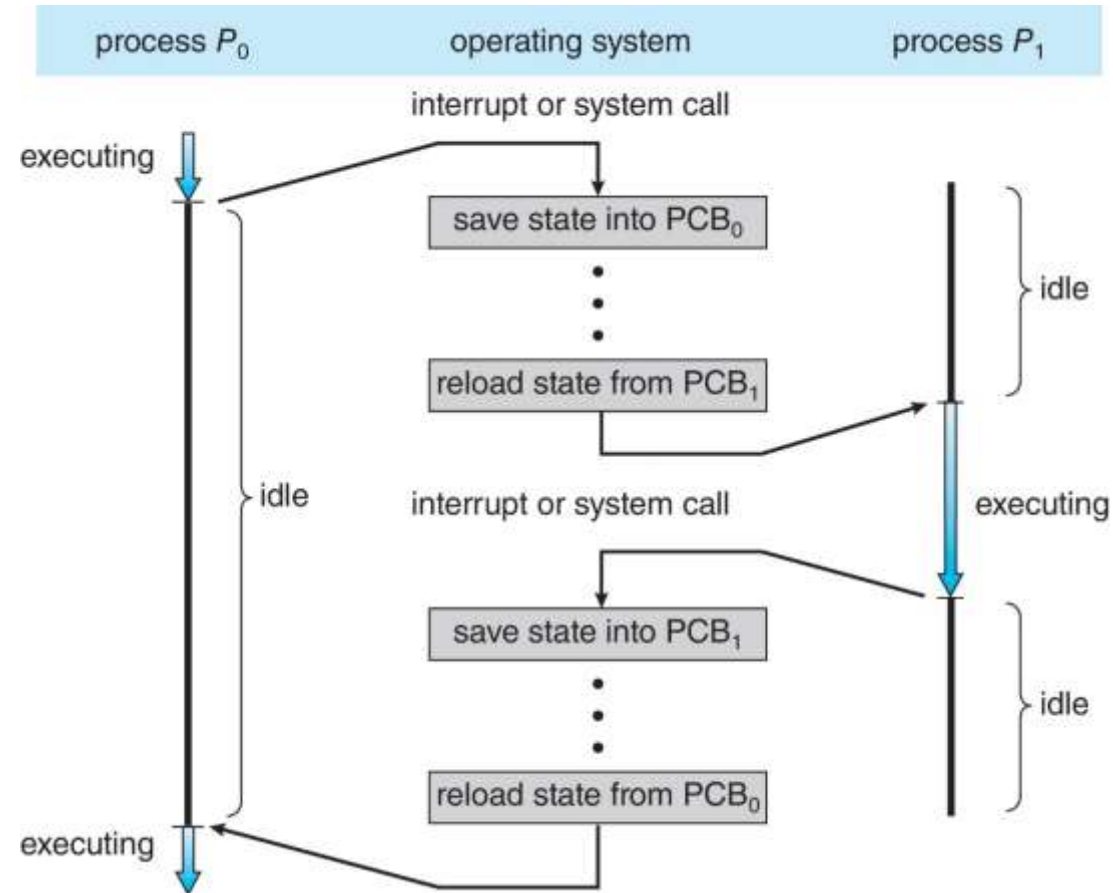 process P₀ operating system process P₁
interrupt or system call
executing
save state into PCB₀
idle
reload state from PCB₁
idle
interrupt or system call
executing
save state into PCB₁
idle
reload state from PCB₀
executing